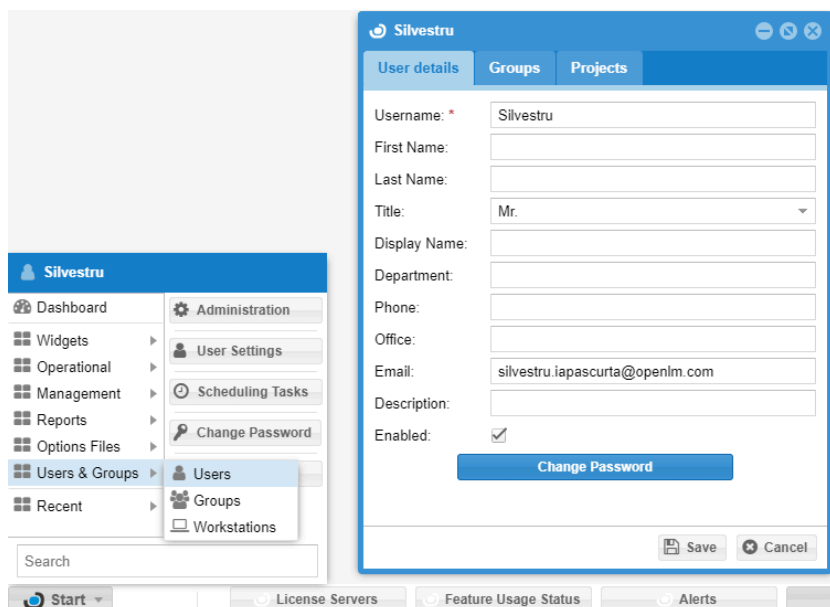 Silvestru
User details Groups Projects
Username: * Silvestru
First Name:
Last Name:
Title: Mr.
Display Name:
Department:
Phone:
Office:
Email: silvestru.iapascurta@openlm.com
Description:
Enabled:
Change Password
Save Cancel
Silvestru
Dashboard
Widgets
Operational
Management
Reports
Options Files
Users & Groups
Recent
Administration
User Settings
Scheduling Tasks
Change Password
Users
Groups
Workstations
Search
Start License Servers Feature Usage Status Alerts